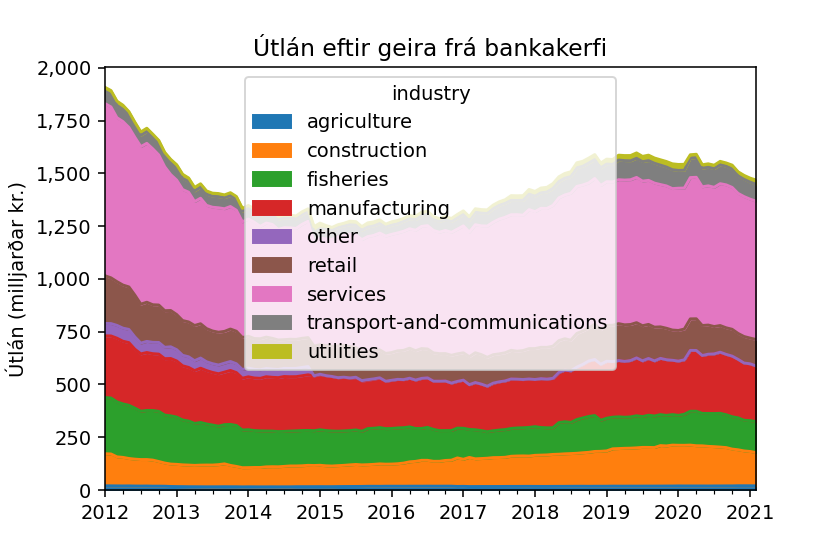 Útlán eftir geira frá bankakerfi
Útlán (milljarðar kr.)
2,000
1,750
1,500
1,250
1,000
750
500
250
0
industry
agriculture
construction
fisheries
manufacturing
other
retail
services
transport-and-communications
utilities
2012 2013 2014 2015 2016 2017 2018 2019 2020 2021